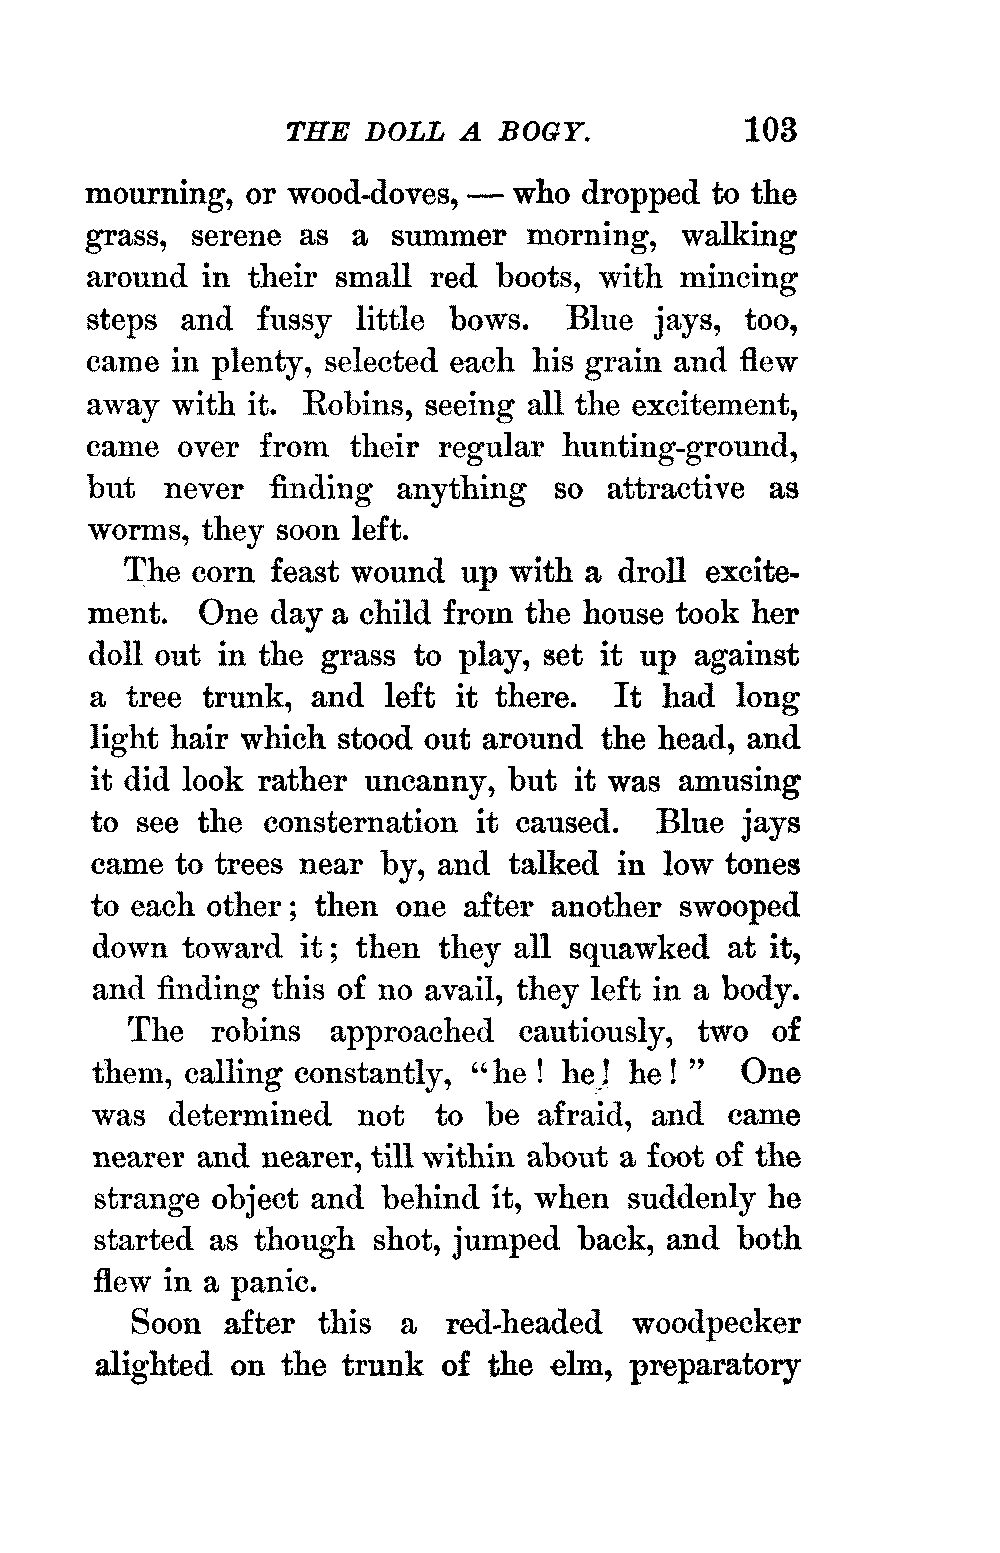 THE DOLL A BOGY. 103
mourning, or wood-doves, — who dropped to the
grass, serene as a summer morning, walking
around in their small red boots, with mincing
steps and fussy little bows. Blue jays, too,
came in plenty, selected each his grain and flew
away with it. Robins, seeing all the excitement,
came over from their regular hunting-ground,
but never finding anything so attractive as
worms, they soon left.
The corn feast wound up with a droll excite-
ment. One day a child from the house took her
doll out in the grass to play, set it up against
a tree trunk, and left it there. It had long
light hair which stood out around the head, and
it did look rather uncanny, but it was amusing
to see the consternation it caused. Blue jays
came to trees near by, and talked in low tones
to each other; then one after another swooped
down toward it; then they all squawked at it,
and finding this of no avail, they left in a body.
The robins approached cautiously, two of
them, calling constantly, "he! he! he!" One
was determined not to be afraid, and came
nearer and nearer, till within about a foot of the
strange object and behind it, when suddenly he
started as though shot, jumped back, and both
flew in a panic.
Soon after this a red-headed woodpecker
alighted on the trunk of the elm, preparatory